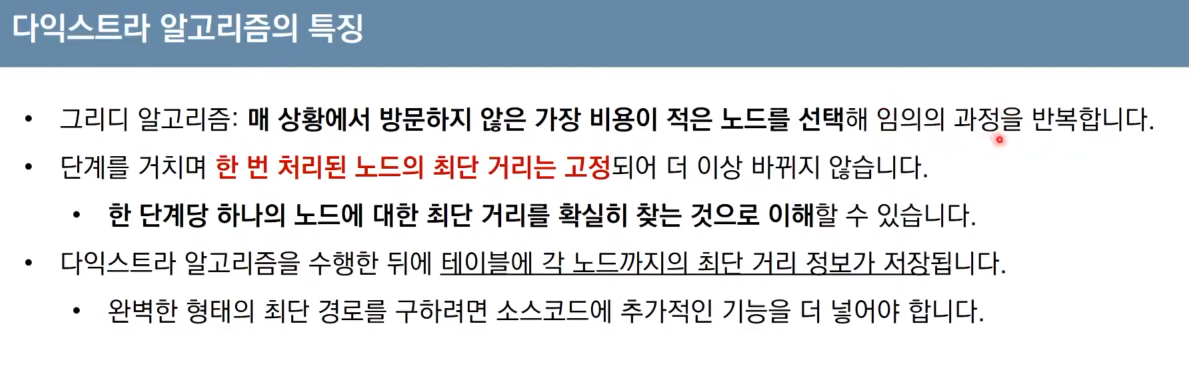 다익스트라 알고리즘의 특징
• 그리디 알고리즘: 매 상황에서 방문하지 않은 가장 비용이 적은 노드를 선택해 임의의 과정을 반복합니다.
• 단계를 거치며 한 번 처리된 노드의 최단 거리는 고정되어 더 이상 바뀌지 않습니다.
• 한 단계당 하나의 노드에 대한 최단 거리를 확실히 찾는 것으로 이해할 수 있습니다.
• 다익스트라 알고리즘을 수행한 뒤에 테이블에 각 노드까지의 최단 거리 정보가 저장됩니다.
• 완벽한 형태의 최단 경로를 구하려면 소스코드에 추가적인 기능을 더 넣어야 합니다.